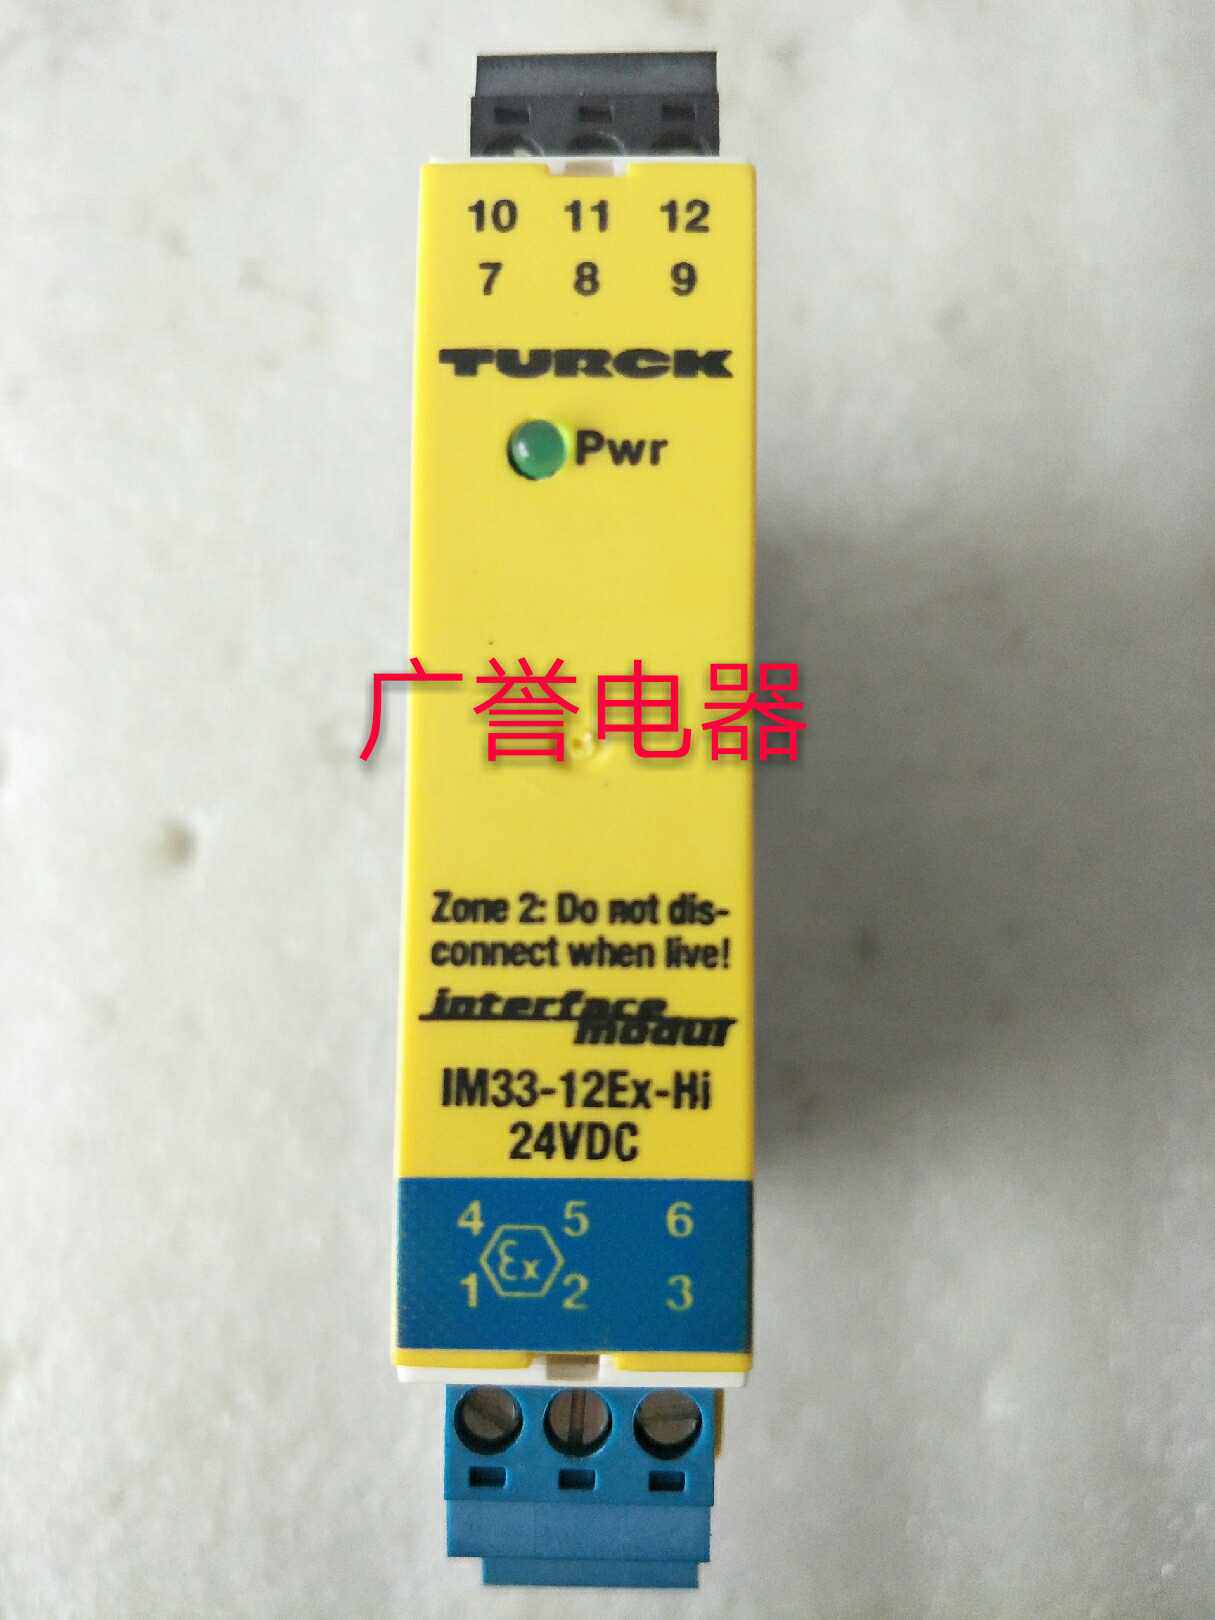 10 11 12
7 8 9
TURCK
Pwr
广誉电器
Zone 2: Do not dis-
connect when live!
interface
modul
IM33-12Ex-Hi
24VDC
4 5 6
Ex
1 2 3